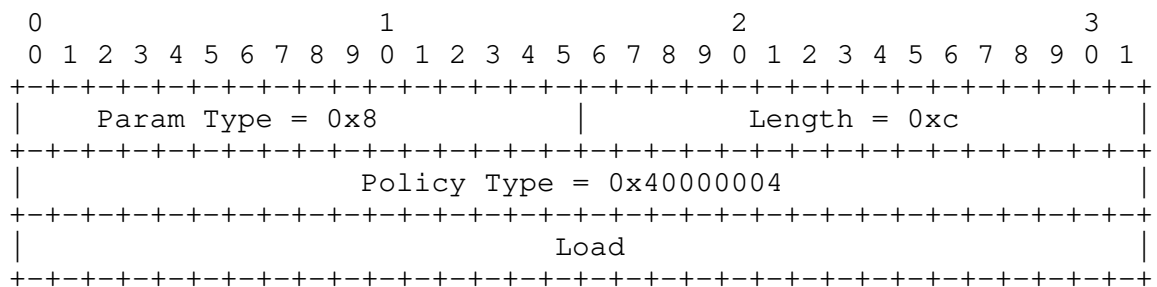 0                   1                   2                   3
 0 1 2 3 4 5 6 7 8 9 0 1 2 3 4 5 6 7 8 9 0 1 2 3 4 5 6 7 8 9 0 1
+-+-+-+-+-+-+-+-+-+-+-+-+-+-+-+-+-+-+-+-+-+-+-+-+-+-+-+-+-+-+-+-+
|    Param Type = 0x8           |         Length = 0xc          |
+-+-+-+-+-+-+-+-+-+-+-+-+-+-+-+-+-+-+-+-+-+-+-+-+-+-+-+-+-+-+-+-+
|                   Policy Type = 0x40000004                    |
+-+-+-+-+-+-+-+-+-+-+-+-+-+-+-+-+-+-+-+-+-+-+-+-+-+-+-+-+-+-+-+-+
|                              Load                             |
+-+-+-+-+-+-+-+-+-+-+-+-+-+-+-+-+-+-+-+-+-+-+-+-+-+-+-+-+-+-+-+-+